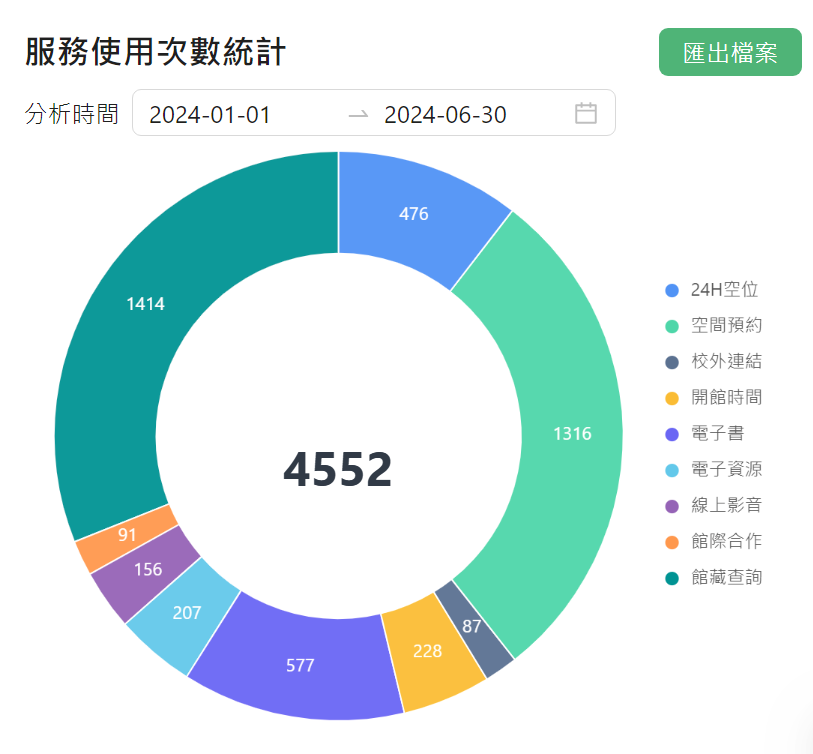 服務使用次數統計
匯出檔案
分析時間 2024-01-01 → 2024-06-30
476
1414
1316
4552
91
156
207
577
228
87
24H空位
空間預約
校外連結
開館時間
電子書
電子資源
線上影音
館際合作
館藏查詢